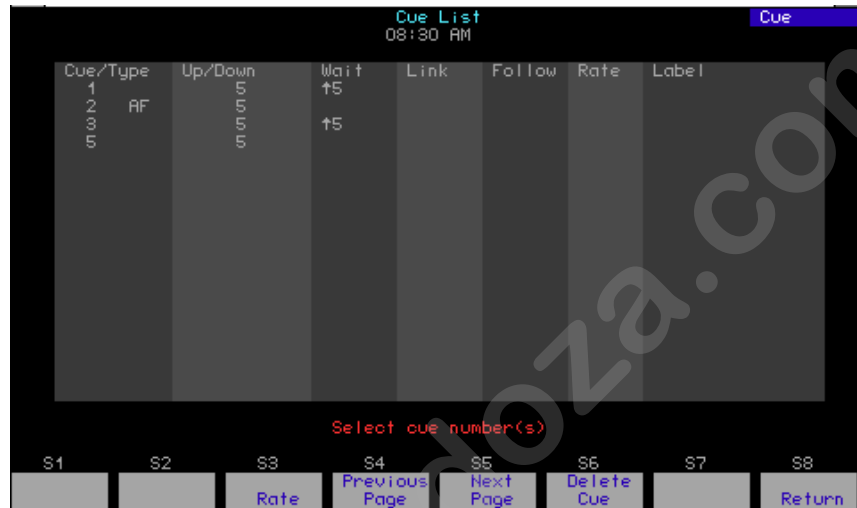 Cue List
Cue
08:30 AM
Cue/Type Up/Down Wait Link Follow Rate Label
1 5 ↑5
2 AF 5
3 5 ↑5
5 5
Select cue number(s)
S1 S2 S3 S4 S5 S6 S7 S8
Previous Next Delete
Rate Page Page Cue Return